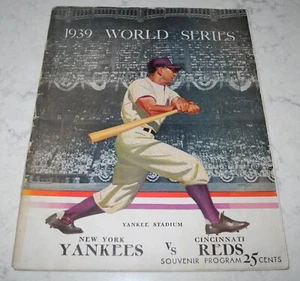 1939 WORLD SERIES
YANKEE STADIUM
NEW YORK
YANKEES
VS
CINCINNATI
REDS
SOUVENIR PROGRAM 25 CENTS